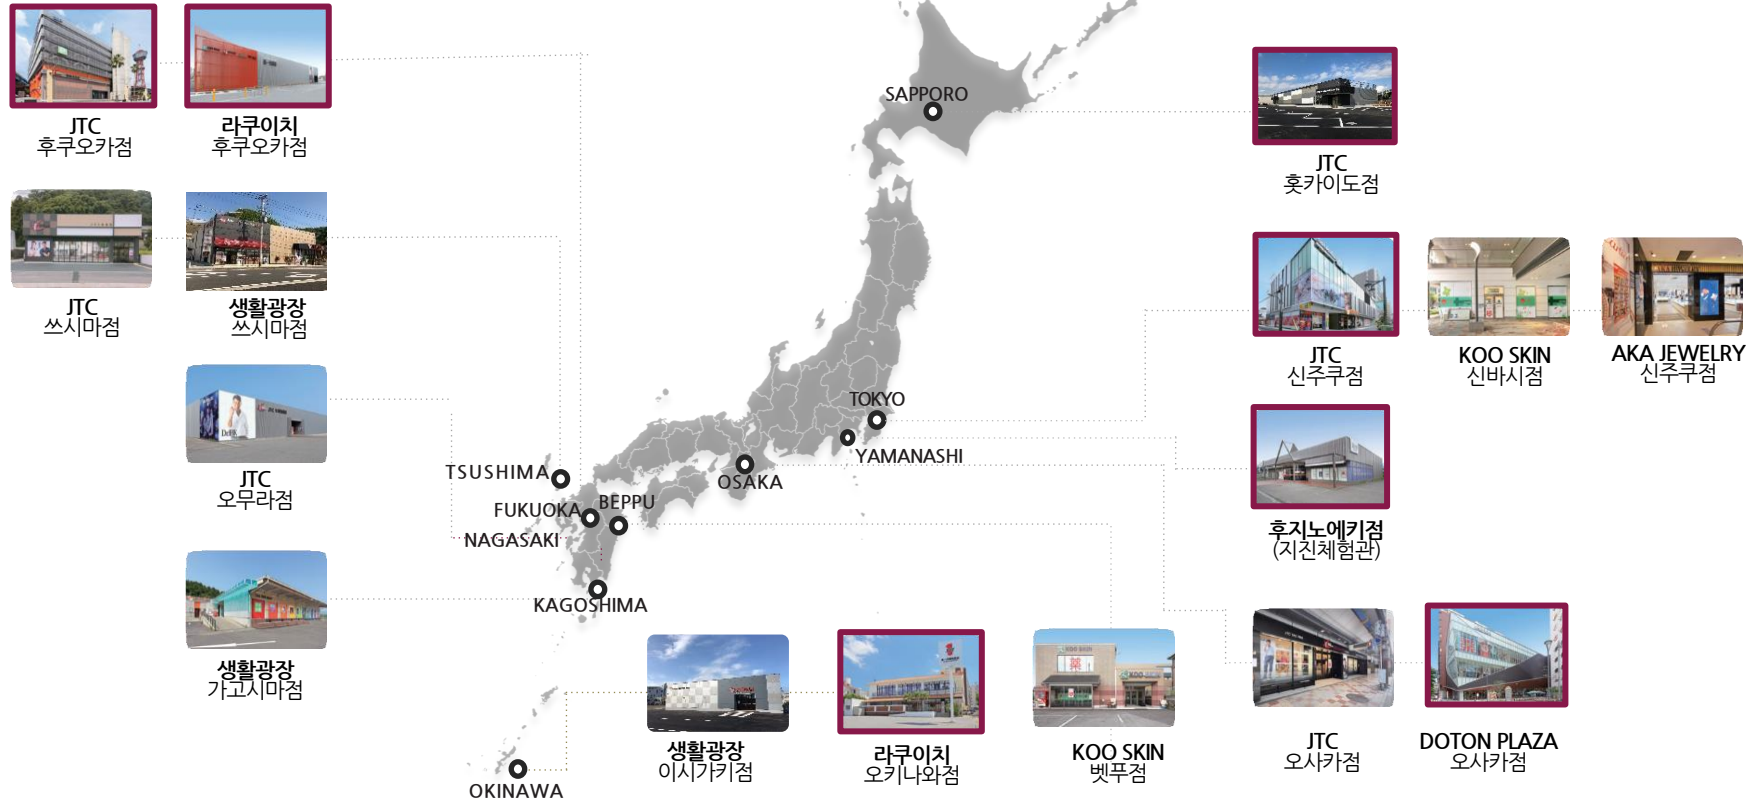 JTC
후쿠오카점
라쿠이치
후쿠오카점
JTC
쓰시마점
생활광장
쓰시마점
JTC
오무라점
생활광장
가고시마점
SAPPORO
TOKYO
YAMANASHI
OSAKA
TSUSHIMA
BEPPU
FUKUOKA
NAGASAKI
KAGOSHIMA
OKINAWA
JTC
홋카이도점
JTC
신주쿠점
KOO SKIN
신바시점
AKA JEWELRY
신주쿠점
후지노에키점
(지진체험관)
생활광장
이시가키점
라쿠이치
오키나와점
KOO SKIN
KOO SKIN
벳푸점
JTC
오사카점
DOTON PLAZA
오사카점